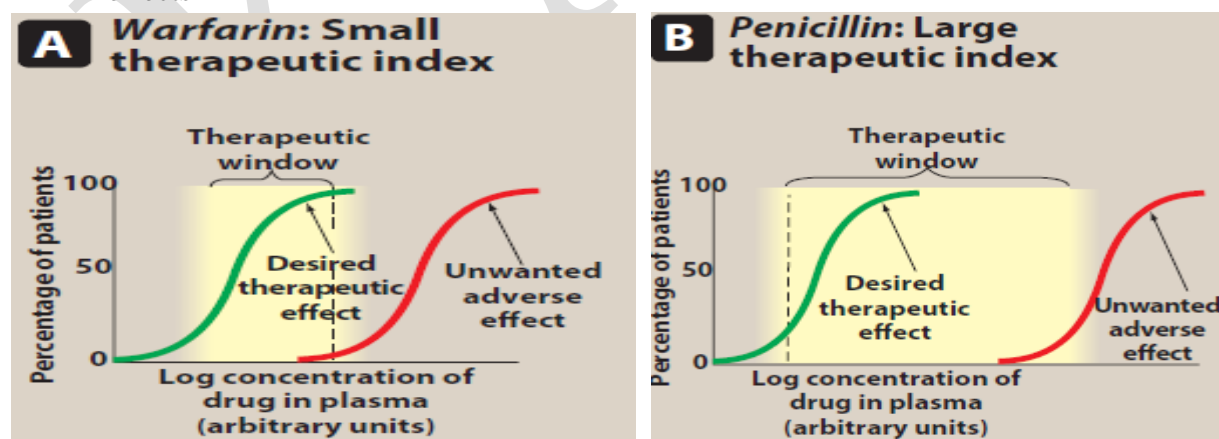 A
Warfarin: Small
therapeutic index
Therapeutic
window
Percentage of patients
100
50
0
Desired
therapeutic
effect
Unwanted
adverse
effect
Log concentration of
drug in plasma
(arbitrary units)
B
Penicillin: Large
therapeutic index
Therapeutic
window
Percentage of patients
100
50
0
Desired
therapeutic
effect
Unwanted
adverse
effect
Log concentration of
drug in plasma
(arbitrary units)